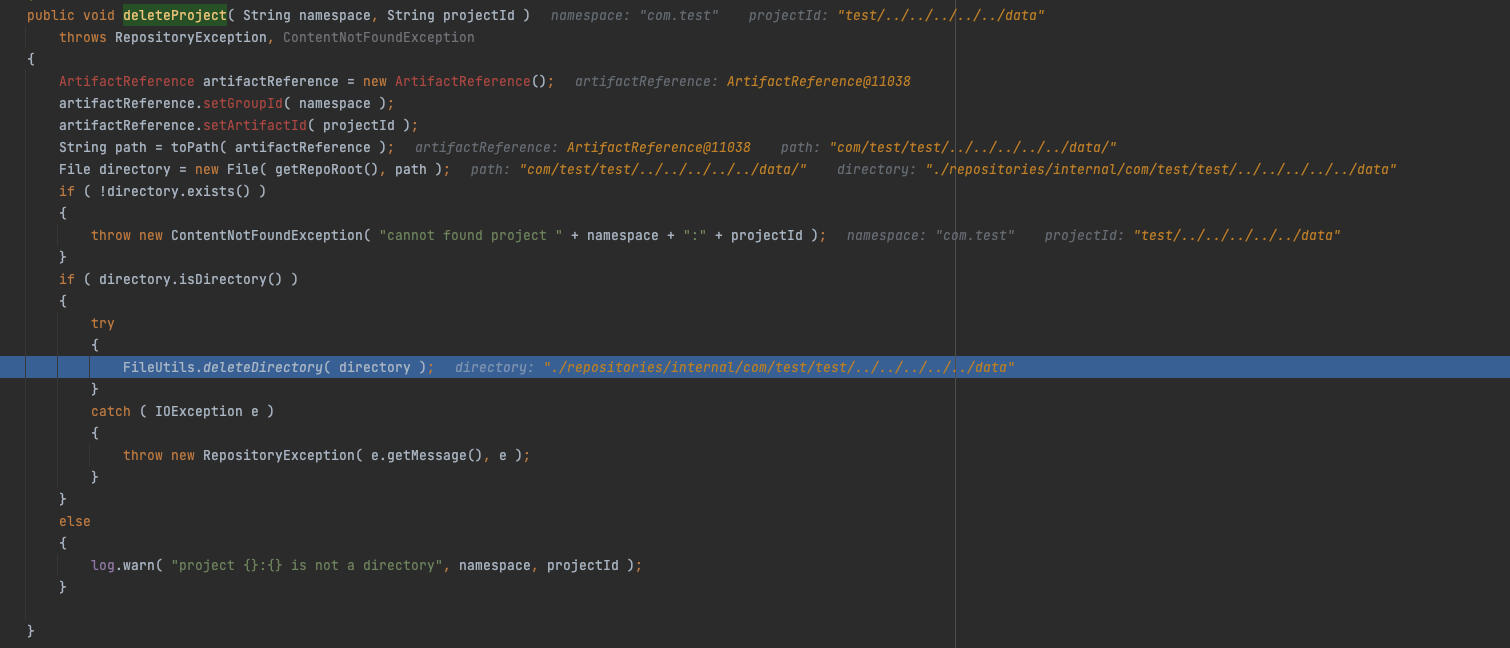 public void deleteProject( String namespace, String projectId )   namespace: "com.test"    projectId: "test/../../../../../data"
    throws RepositoryException, ContentNotFoundException
{
    ArtifactReference artifactReference = new ArtifactReference();   artifactReference: ArtifactReference@11038
    artifactReference.setGroupId( namespace );
    artifactReference.setArtifactId( projectId );
    String path = toPath( artifactReference );   artifactReference: ArtifactReference@11038    path: "com/test/test/../../../../../data/"
    File directory = new File( getRepoRoot(), path );   path: "com/test/test/../../../../../data/"    directory: "./repositories/internal/com/test/test/../../../../../data"
    if ( !directory.exists() )
    {
        throw new ContentNotFoundException( "cannot found project " + namespace + ":" + projectId );   namespace: "com.test"    projectId: "test/../../../../../data"
    }
    if ( directory.isDirectory() )
    {
        try
        {
            FileUtils.deleteDirectory( directory );   directory: "./repositories/internal/com/test/test/../../../../../data"
        }
        catch ( IOException e )
        {
            throw new RepositoryException( e.getMessage(), e );
        }
    }
    else
    {
        log.warn( "project {}:{} is not a directory", namespace, projectId );
    }
}